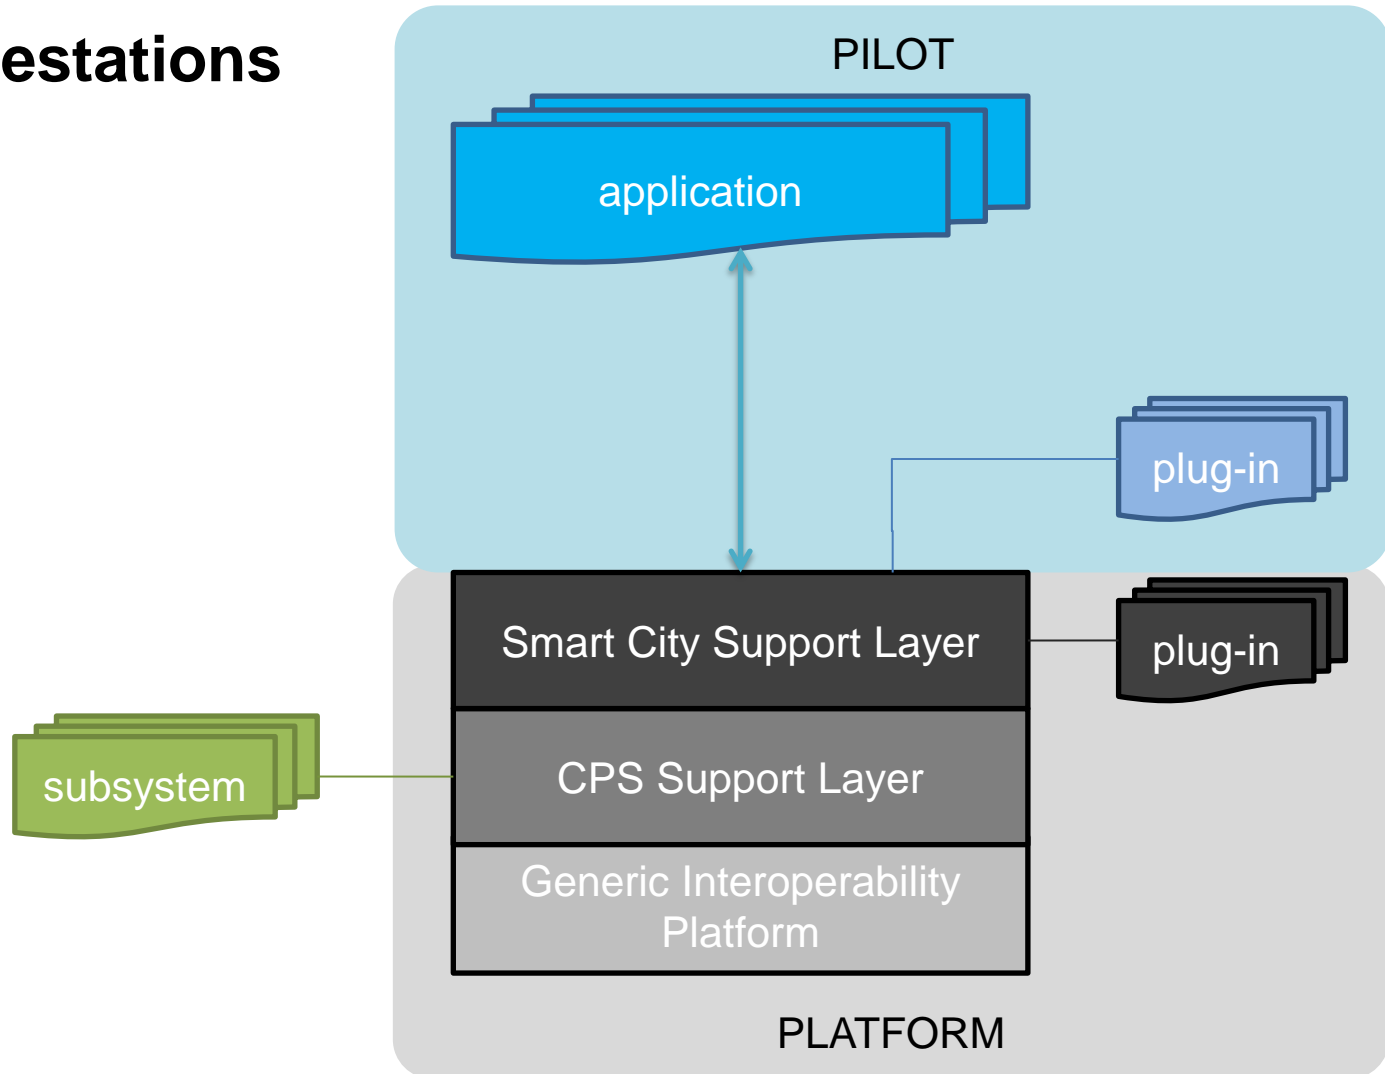 estations
PILOT
application
plug-in
Smart City Support Layer
plug-in
subsystem
CPS Support Layer
Generic Interoperability
Platform
PLATFORM